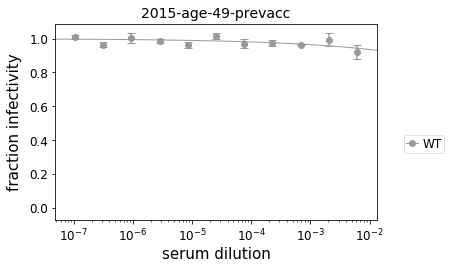 2015-age-49-prevacc
fraction infectivity
1.0
0.8
0.6
0.4
0.2
0.0
WT
10⁻⁷ 10⁻⁶ 10⁻⁵ 10⁻⁴ 10⁻³ 10⁻²
serum dilution